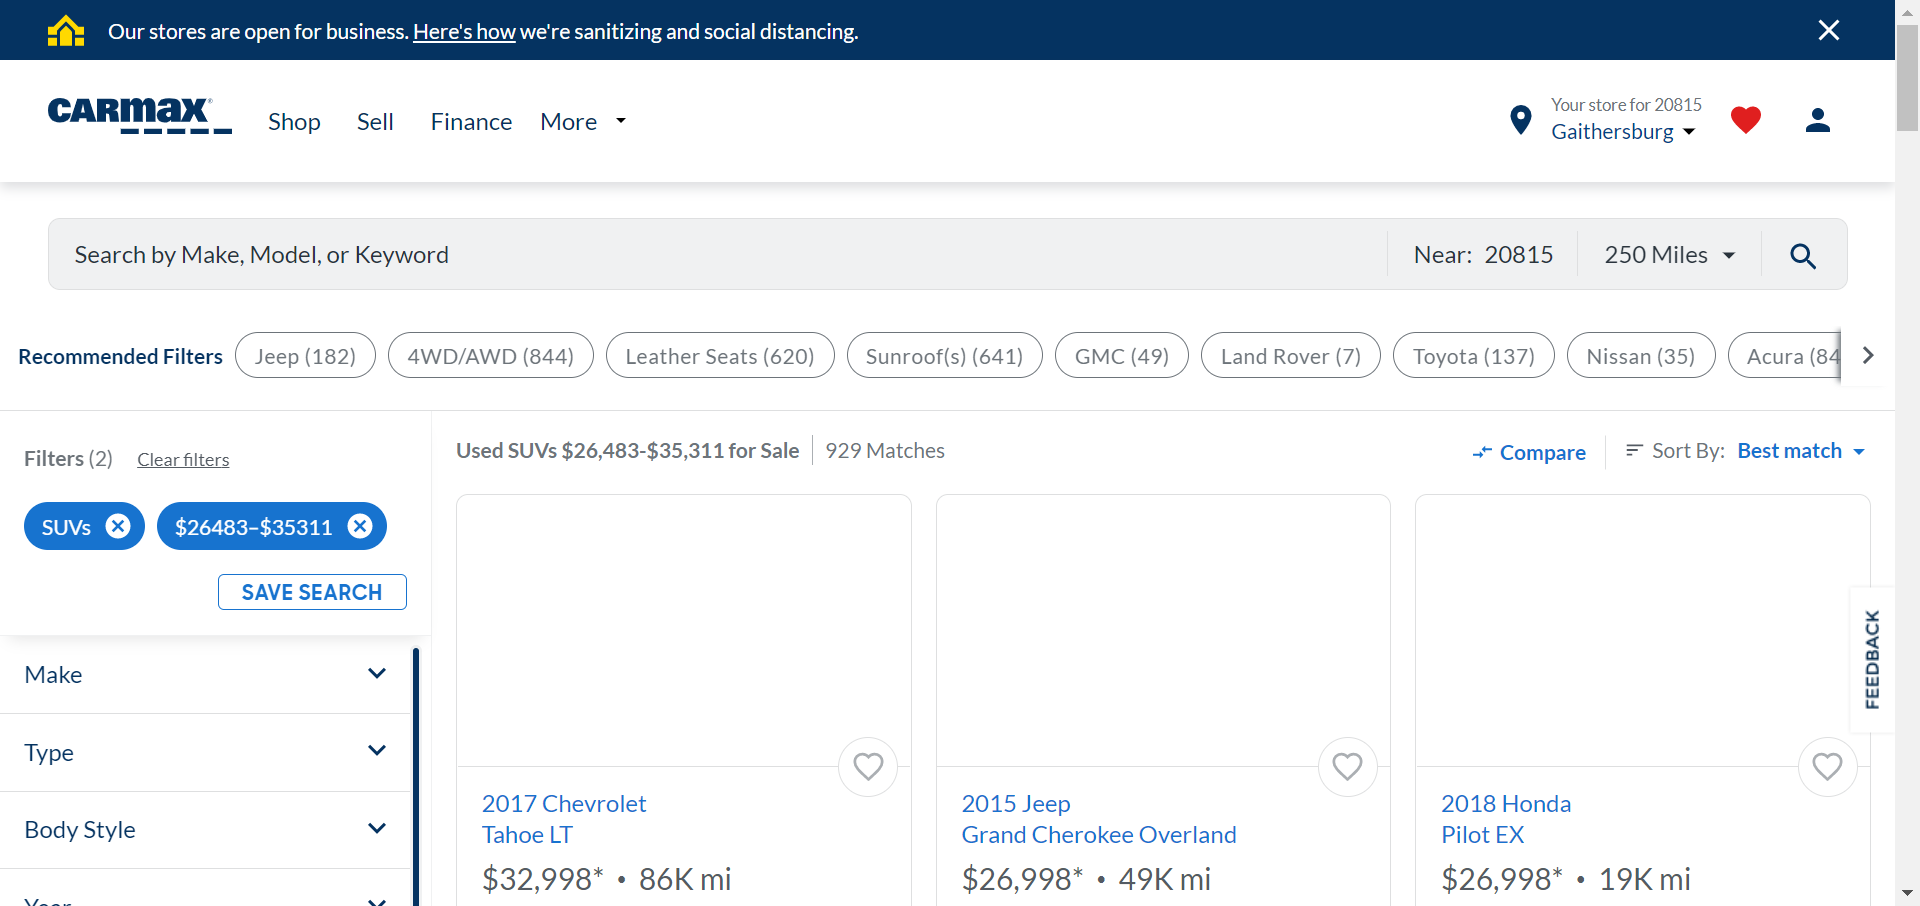 Our stores are open for business. Here's how we're sanitizing and social distancing.
CARMAX
Shop Sell Finance More
Your store for 20815
Gaithersburg
Search by Make, Model, or Keyword Near: 20815 250 Miles
Recommended Filters Jeep (182) 4WD/AWD (844) Leather Seats (620) Sunroof(s) (641) GMC (49) Land Rover (7) Toyota (137) Nissan (35) Acura (84
Filters (2) Clear filters
SUVs $26483–$35311
SAVE SEARCH
Make
Type
Body Style
Year
Used SUVs $26,483-$35,311 for Sale 929 Matches
Compare Sort By: Best match
2017 Chevrolet
Tahoe LT
$32,998* • 86K mi
2015 Jeep
Grand Cherokee Overland
$26,998* • 49K mi
2018 Honda
Pilot EX
$26,998* • 19K mi
FEEDBACK